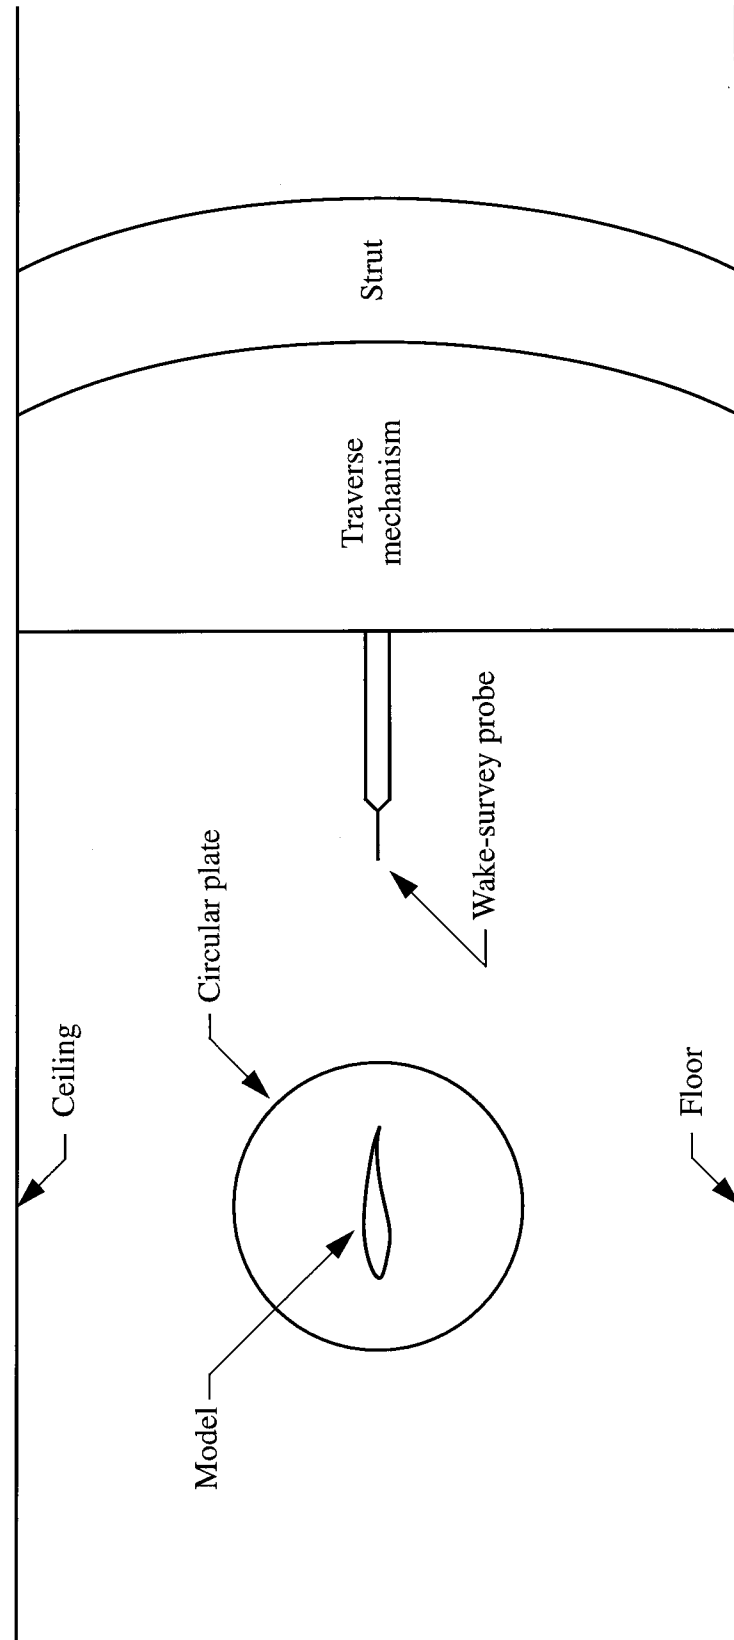 Ceiling
Circular plate
Model
Wake-survey probe
Traverse
mechanism
Strut
Floor